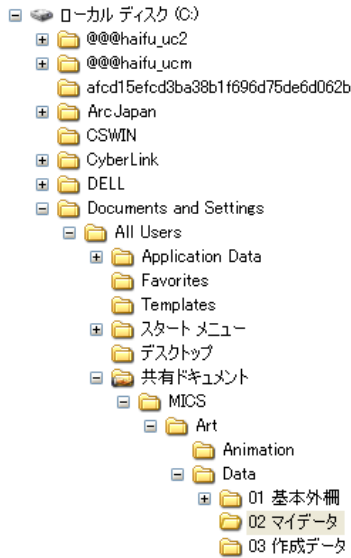 ローカル ディスク (C:)
@@@haifu_uc2
@@@haifu_ucm
afcd15efcd3ba38b1f696d75de6d062b
ArcJapan
CSWIN
CyberLink
DELL
Documents and Settings
All Users
Application Data
Favorites
Templates
スタート メニュー
デスクトップ
共有ドキュメント
MICS
Art
Animation
Data
01 基本外柵
02 マイデータ
03 作成データ